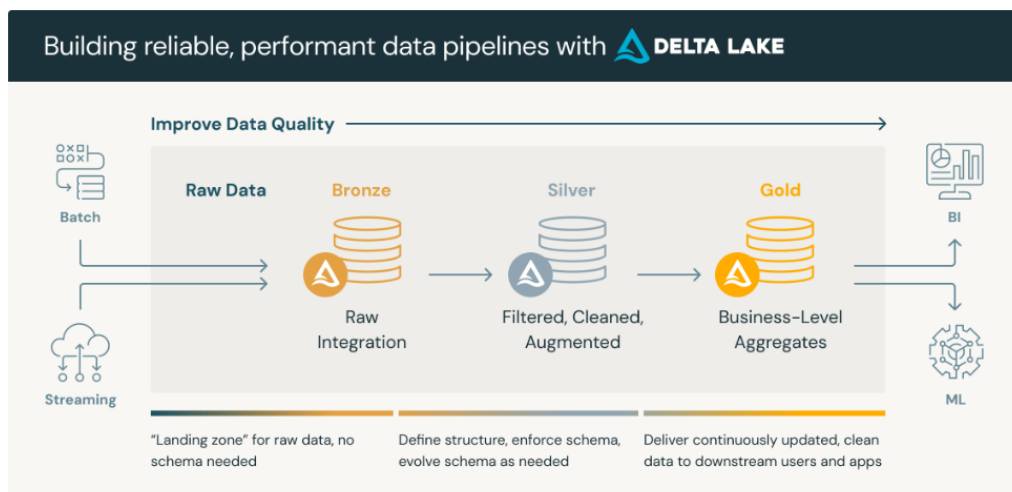 Building reliable, performant data pipelines with DELTA LAKE
Improve Data Quality
Raw Data
Bronze
Silver
Gold
Batch
BI
Raw
Integration
Filtered, Cleaned,
Augmented
Business-Level
Aggregates
Streaming
ML
"Landing zone" for raw data, no
schema needed
Define structure, enforce schema,
evolve schema as needed
Deliver continuously updated, clean
data to downstream users and apps